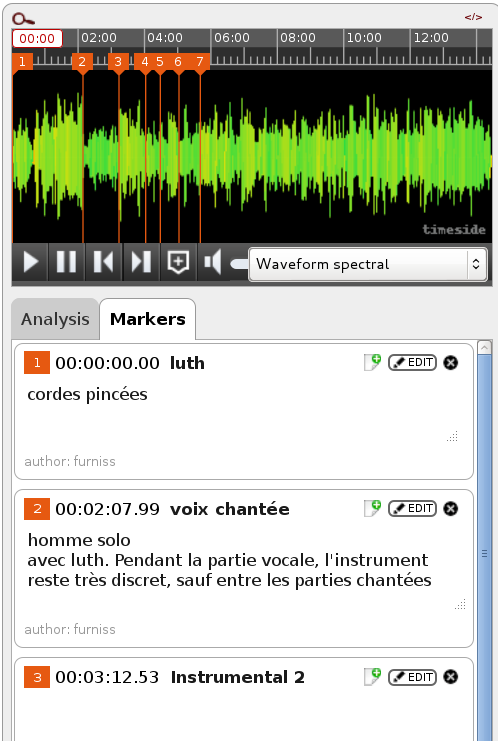 </>
00:00 02:00 04:00 06:00 08:00 10:00 12:00
1 2 3 4 5 6 7
timeside
Waveform spectral
Analysis Markers
1 00:00:00.00 luth EDIT
cordes pincées
author: furniss
2 00:02:07.99 voix chantée EDIT
homme solo
avec luth. Pendant la partie vocale, l'instrument
reste très discret, sauf entre les parties chantées
author: furniss
3 00:03:12.53 Instrumental 2 EDIT